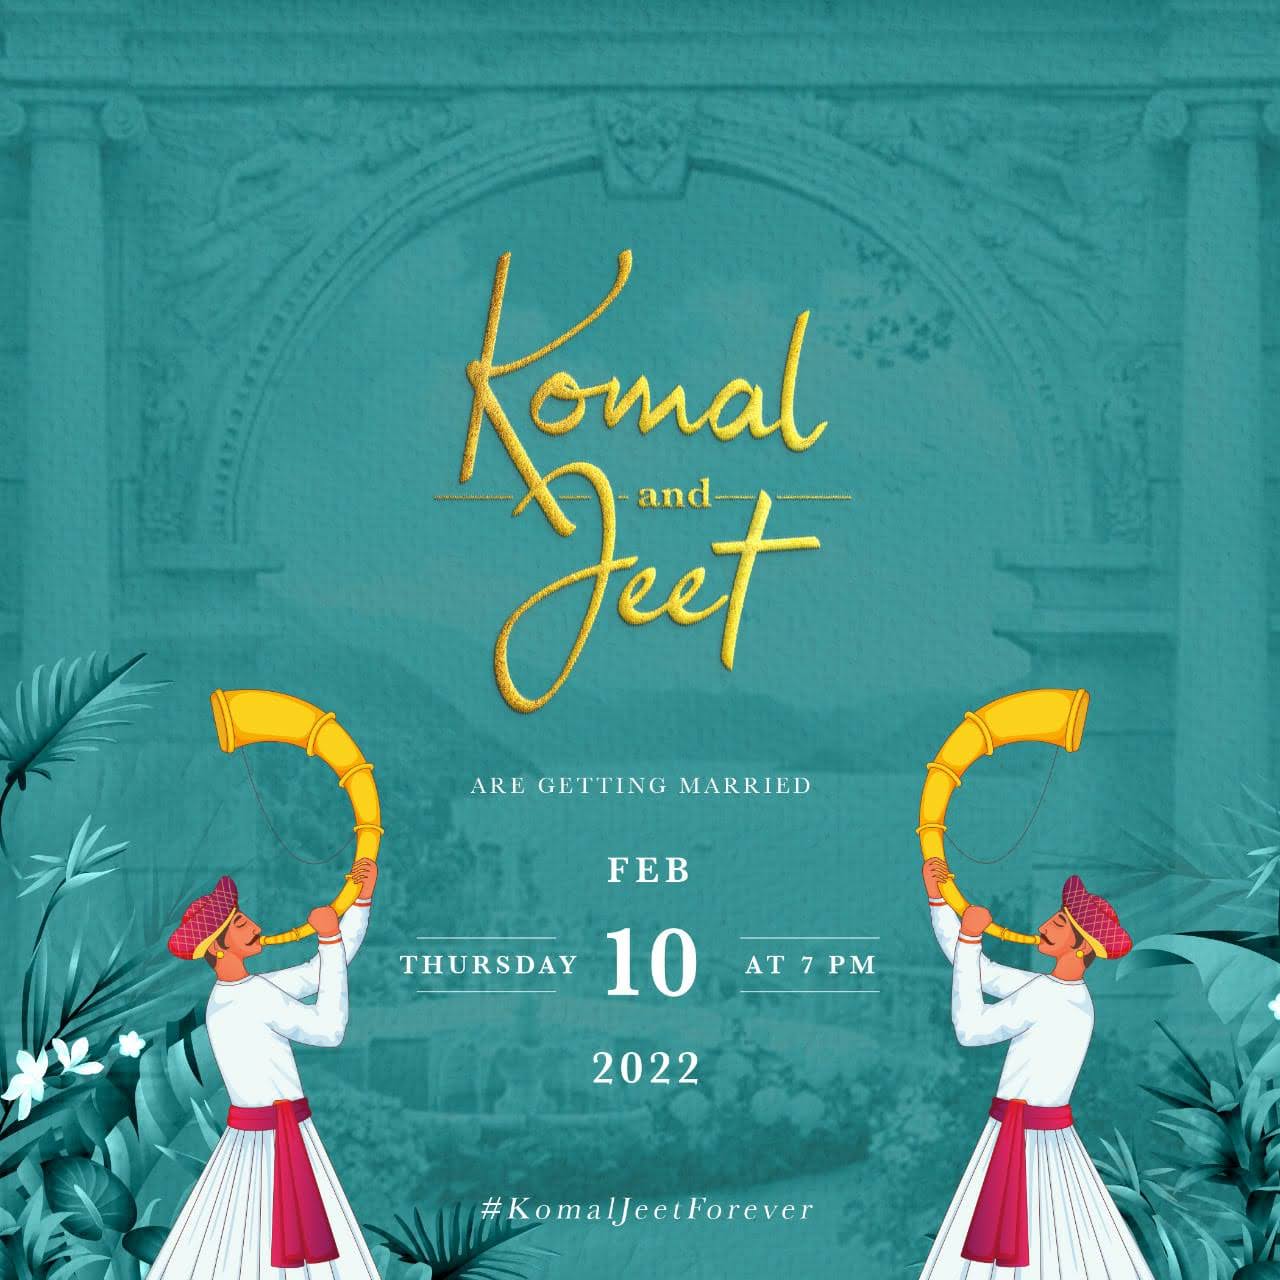 Komal
and
Jeet
ARE GETTING MARRIED
FEB
THURSDAY 10 AT 7 PM
2022
#KomalJeetForever